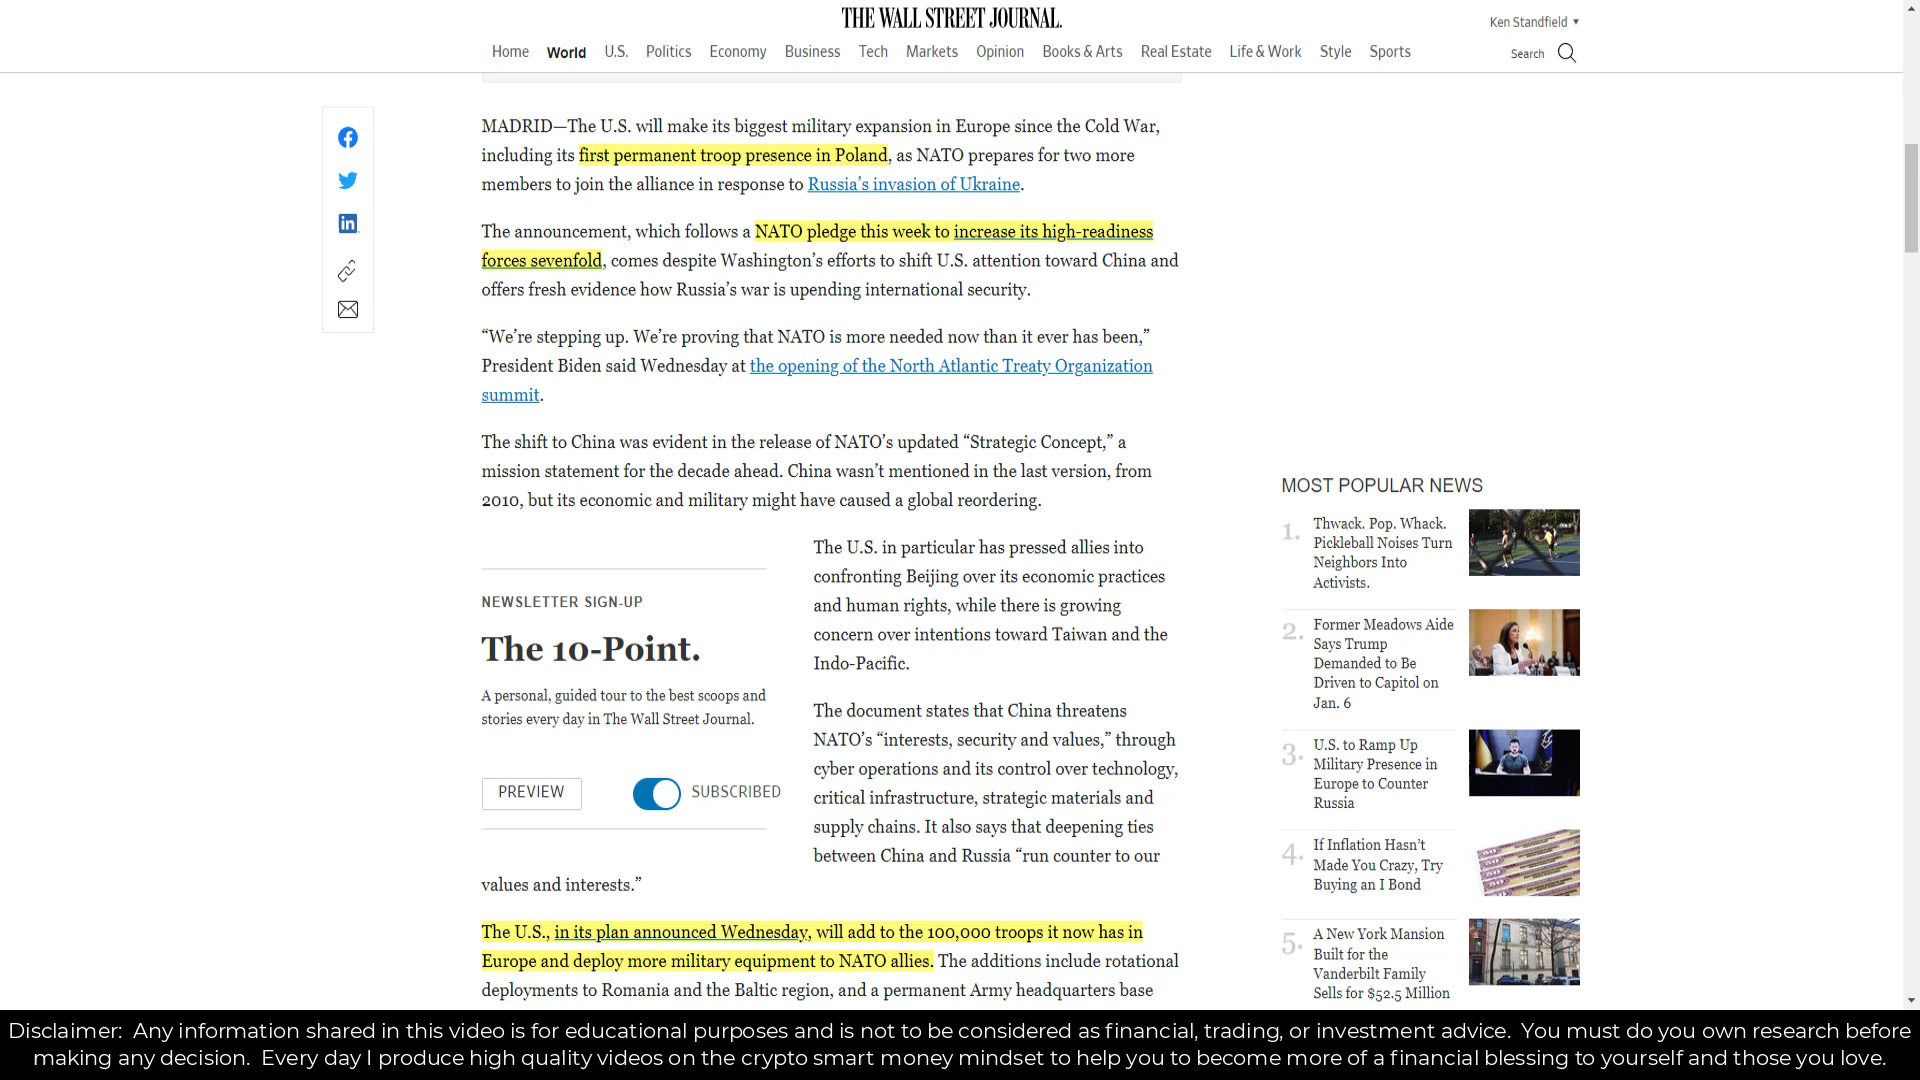 THE WALL STREET JOURNAL.
Ken Standfield ▼
Home World U.S. Politics Economy Business Tech Markets Opinion Books & Arts Real Estate Life & Work Style Sports
Search
MADRID—The U.S. will make its biggest military expansion in Europe since the Cold War,
including its first permanent troop presence in Poland, as NATO prepares for two more
members to join the alliance in response to Russia’s invasion of Ukraine.
The announcement, which follows a NATO pledge this week to increase its high-readiness
forces sevenfold, comes despite Washington’s efforts to shift U.S. attention toward China and
offers fresh evidence how Russia’s war is upending international security.
“We’re stepping up. We’re proving that NATO is more needed now than it ever has been,”
President Biden said Wednesday at the opening of the North Atlantic Treaty Organization
summit.
The shift to China was evident in the release of NATO’s updated “Strategic Concept,” a
mission statement for the decade ahead. China wasn’t mentioned in the last version, from
2010, but its economic and military might have caused a global reordering.
NEWSLETTER SIGN-UP
The 10-Point.
A personal, guided tour to the best scoops and
stories every day in The Wall Street Journal.
PREVIEW
SUBSCRIBED
The U.S. in particular has pressed allies into
confronting Beijing over its economic practices
and human rights, while there is growing
concern over intentions toward Taiwan and the
Indo-Pacific.
The document states that China threatens
NATO’s “interests, security and values,” through
cyber operations and its control over technology,
critical infrastructure, strategic materials and
supply chains. It also says that deepening ties
between China and Russia “run counter to our
values and interests.”
The U.S., in its plan announced Wednesday, will add to the 100,000 troops it now has in
Europe and deploy more military equipment to NATO allies. The additions include rotational
deployments to Romania and the Baltic region, and a permanent Army headquarters base
MOST POPULAR NEWS
1. Thwack. Pop. Whack.
Pickleball Noises Turn
Neighbors Into
Activists.
2. Former Meadows Aide
Says Trump
Demanded to Be
Driven to Capitol on
Jan. 6
3. U.S. to Ramp Up
Military Presence in
Europe to Counter
Russia
4. If Inflation Hasn’t
Made You Crazy, Try
Buying an I Bond
5. A New York Mansion
Built for the
Vanderbilt Family
Sells for $52.5 Million
Disclaimer: Any information shared in this video is for educational purposes and is not to be considered as financial, trading, or investment advice. You must do you own research before
making any decision. Every day I produce high quality videos on the crypto smart money mindset to help you to become more of a financial blessing to yourself and those you love.